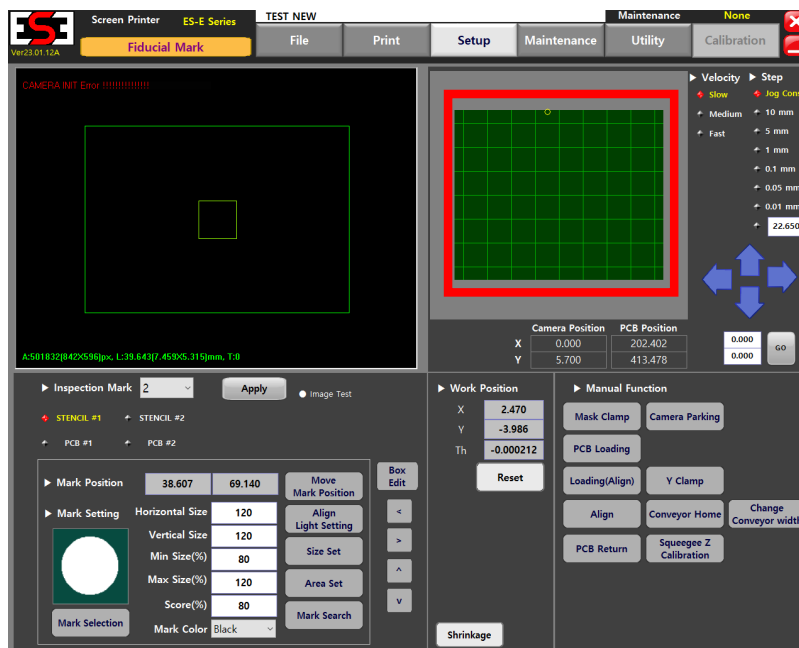 Screen Printer ES-E Series
TEST NEW
Maintenance None
Ver23.01.12A
Fiducial Mark
File Print Setup Maintenance Utility Calibration
CAMERA INIT Error !!!!!!!!!!!!!!!
Velocity Step
Slow Jog Cons
Medium 10 mm
Fast 5 mm
1 mm
0.1 mm
0.05 mm
0.01 mm
22.650
Camera Position PCB Position
X 0.000 202.402
Y 5.700 413.478
0.000
0.000
GO
A:501832(842X596)px, L:39.643(7.459X5.315)mm, T:0
Inspection Mark 2 Apply Image Test
STENCIL #1 STENCIL #2
PCB #1 PCB #2
Mark Position 38.607 69.140 Move Mark Position
Mark Setting
Horizontal Size 120
Vertical Size 120
Min Size(%) 80
Max Size(%) 120
Score(%) 80
Mark Color Black
Mark Selection
Align Light Setting
Size Set
Area Set
Mark Search
Box Edit
<
>
^
v
Work Position
X 2.470
Y -3.986
Th -0.000212
Reset
Shrinkage
Manual Function
Mask Clamp Camera Parking
PCB Loading
Loading(Align) Y Clamp
Align Conveyor Home Change Conveyor width
PCB Return Squeegee Z Calibration